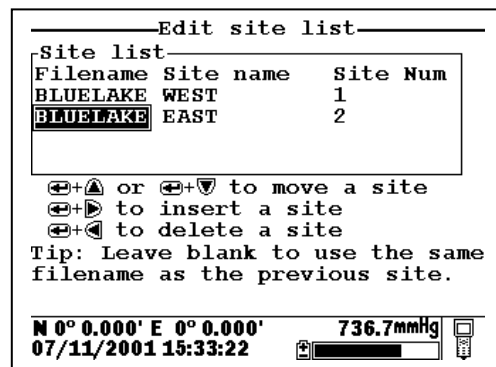 Edit site list
Site list
Filename Site name Site Num
BLUELAKE WEST 1
BLUELAKE EAST 2
+ or + to move a site
+ to insert a site
+ to delete a site
Tip: Leave blank to use the same
filename as the previous site.
N 0° 0.000' E 0° 0.000' 736.7mmHg
07/11/2001 15:33:22